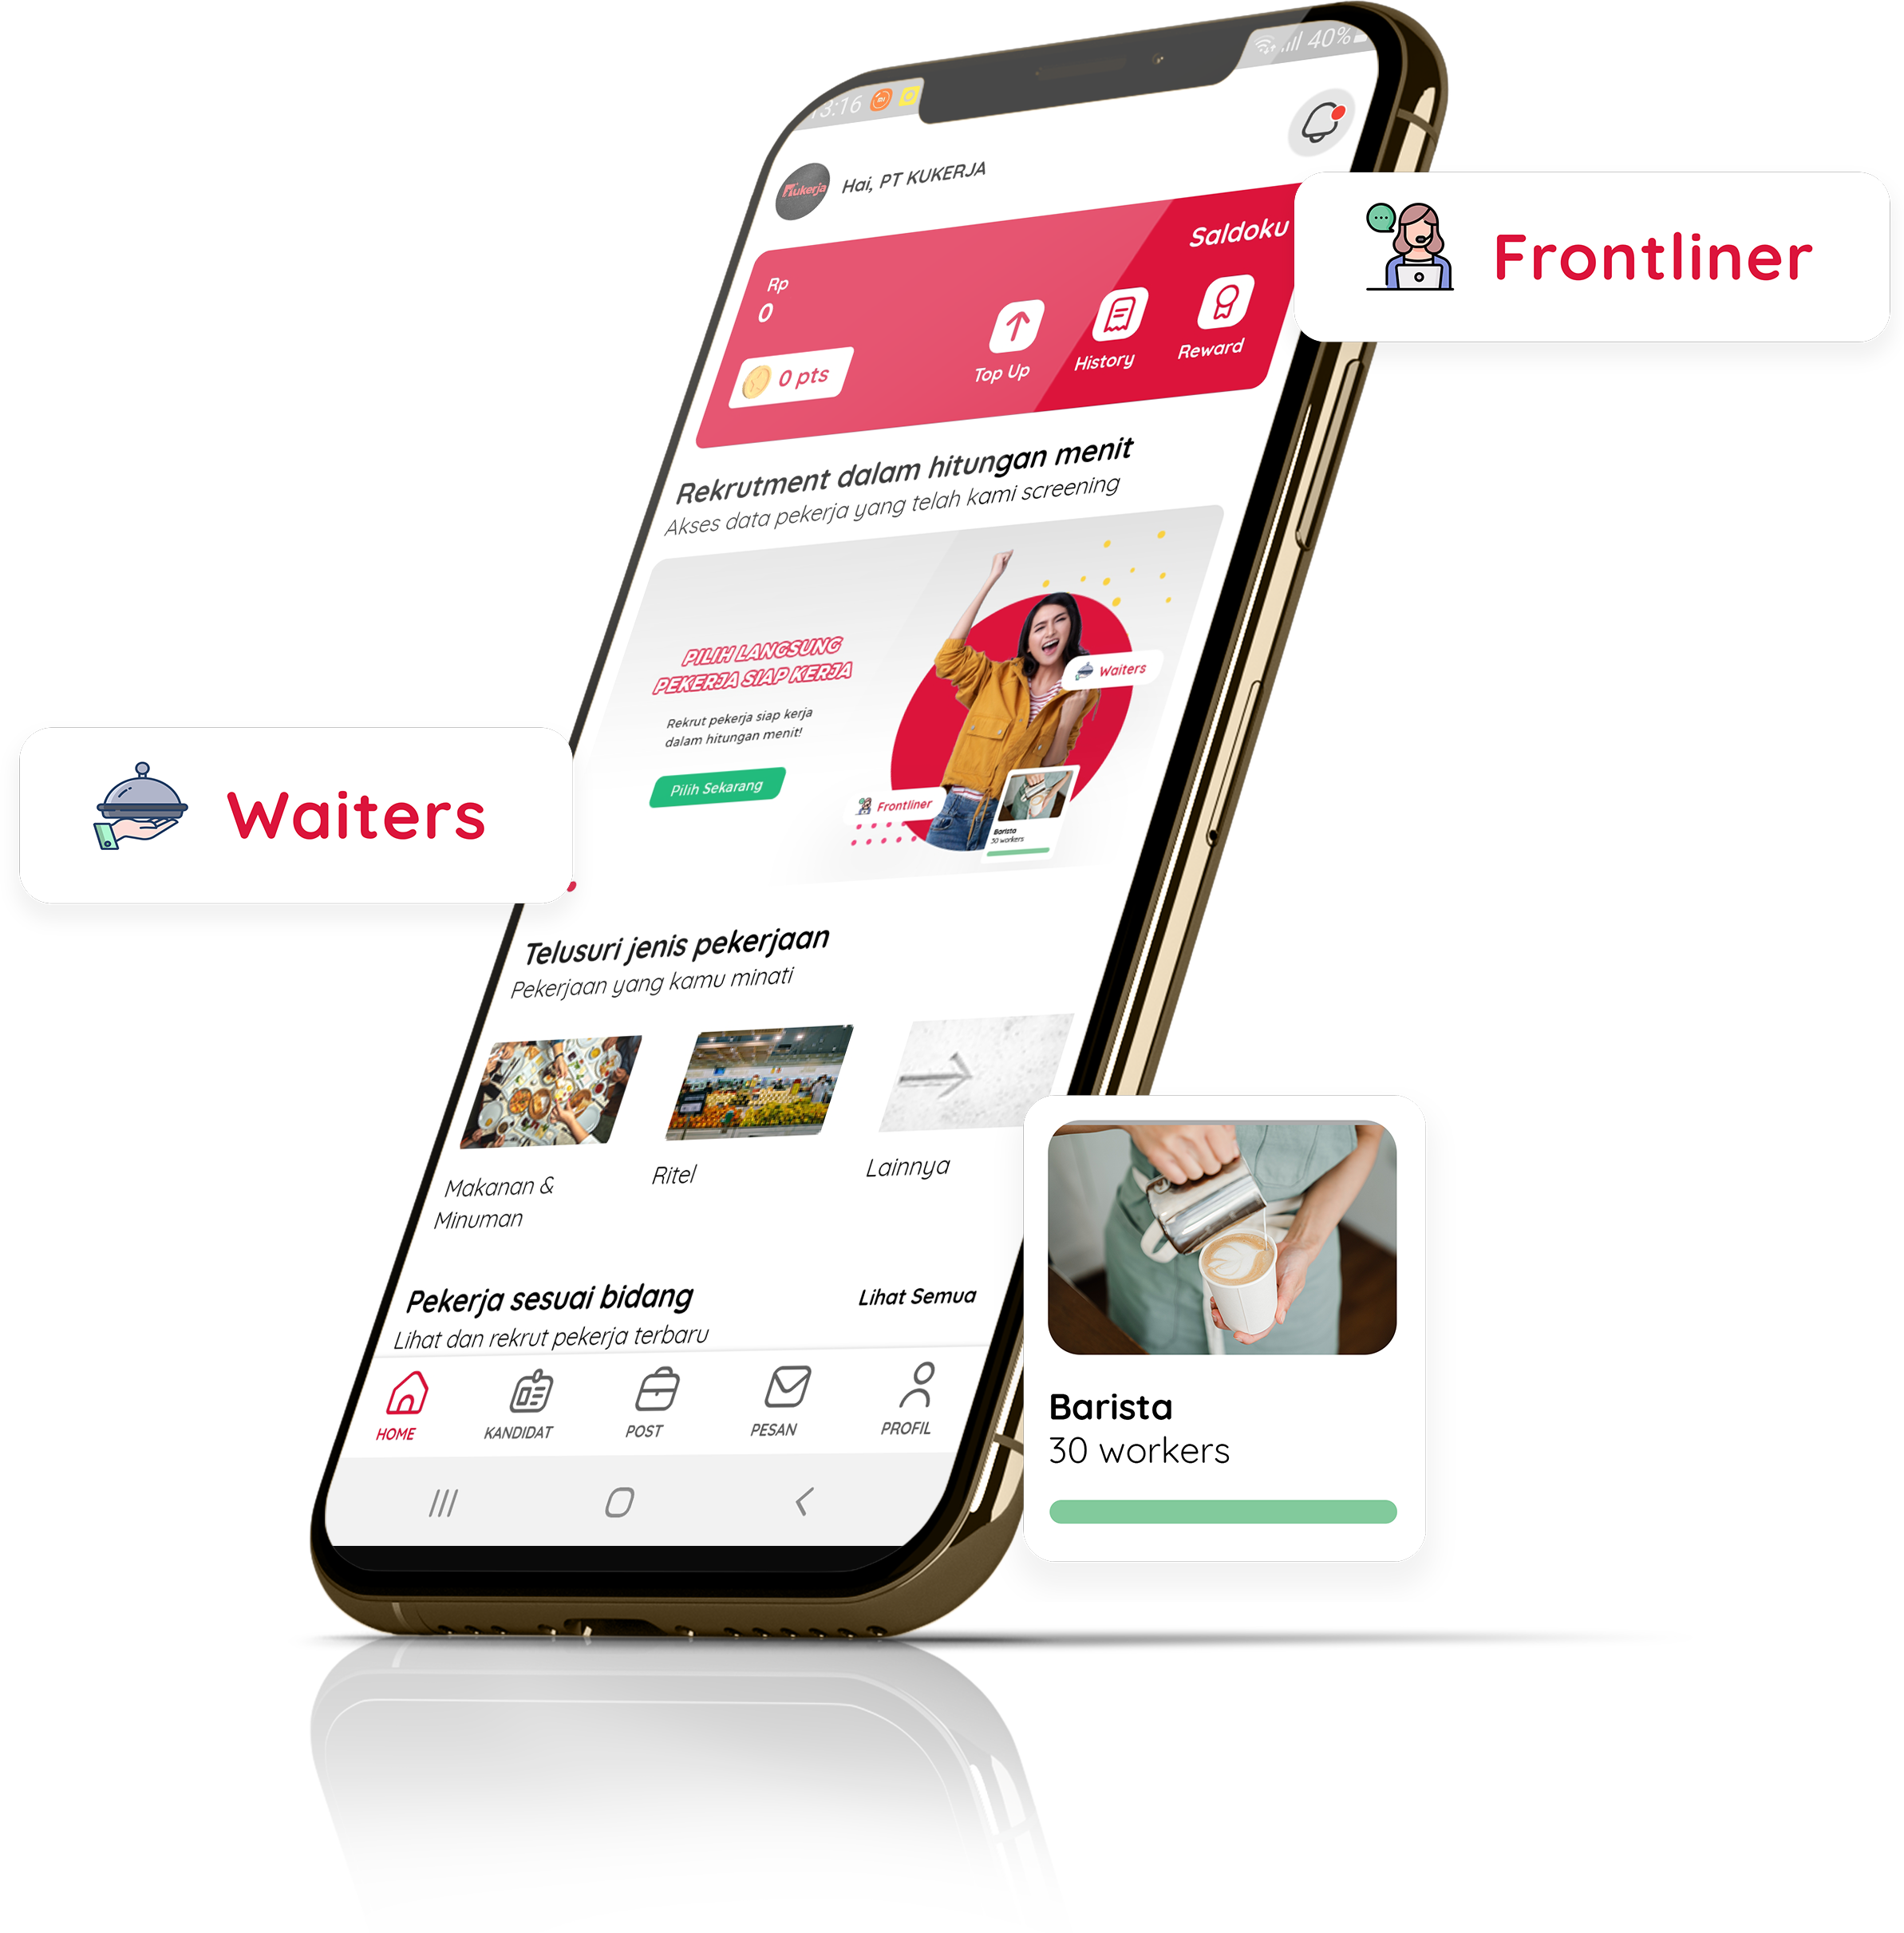 3:16
40%
Kukerja
Hai, PT KUKERJA
Saldoku
Rp
0
0 pts
Top Up
History
Reward
Frontliner
Rekrutment dalam hitungan menit
Akses data pekerja yang telah kami screening
PILIH LANGSUNG
PEKERJA SIAP KERJA
Rekrut pekerja siap kerja
dalam hitungan menit!
Pilih Sekarang
Waiters
Frontliner
Barista
30 workers
Waiters
Telusuri jenis pekerjaan
Pekerjaan yang kamu minati
Makanan &
Minuman
Ritel
Lainnya
Pekerja sesuai bidang
Lihat Semua
Lihat dan rekrut pekerja terbaru
HOME
KANDIDAT
POST
PESAN
PROFIL
Barista
30 workers